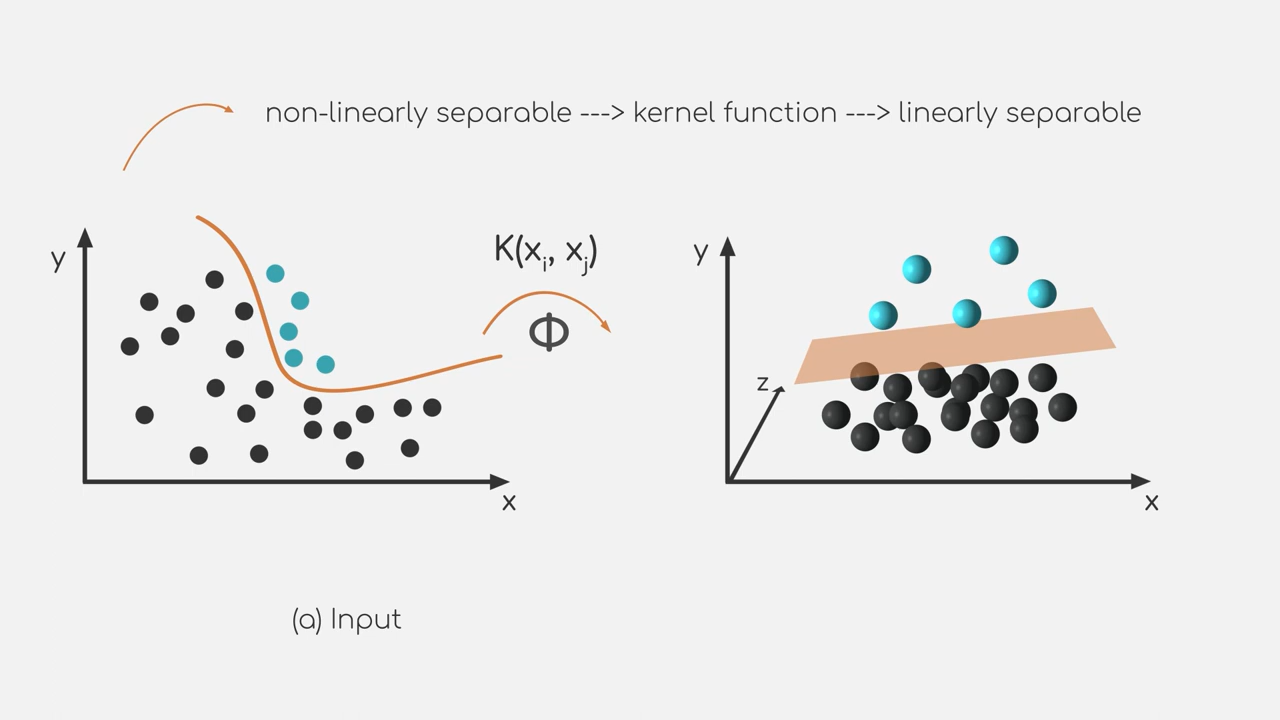 non-linearly separable ---> kernel function ---> linearly separable
y
K(xi, xj)
Φ
x
y
z
x
(a) Input